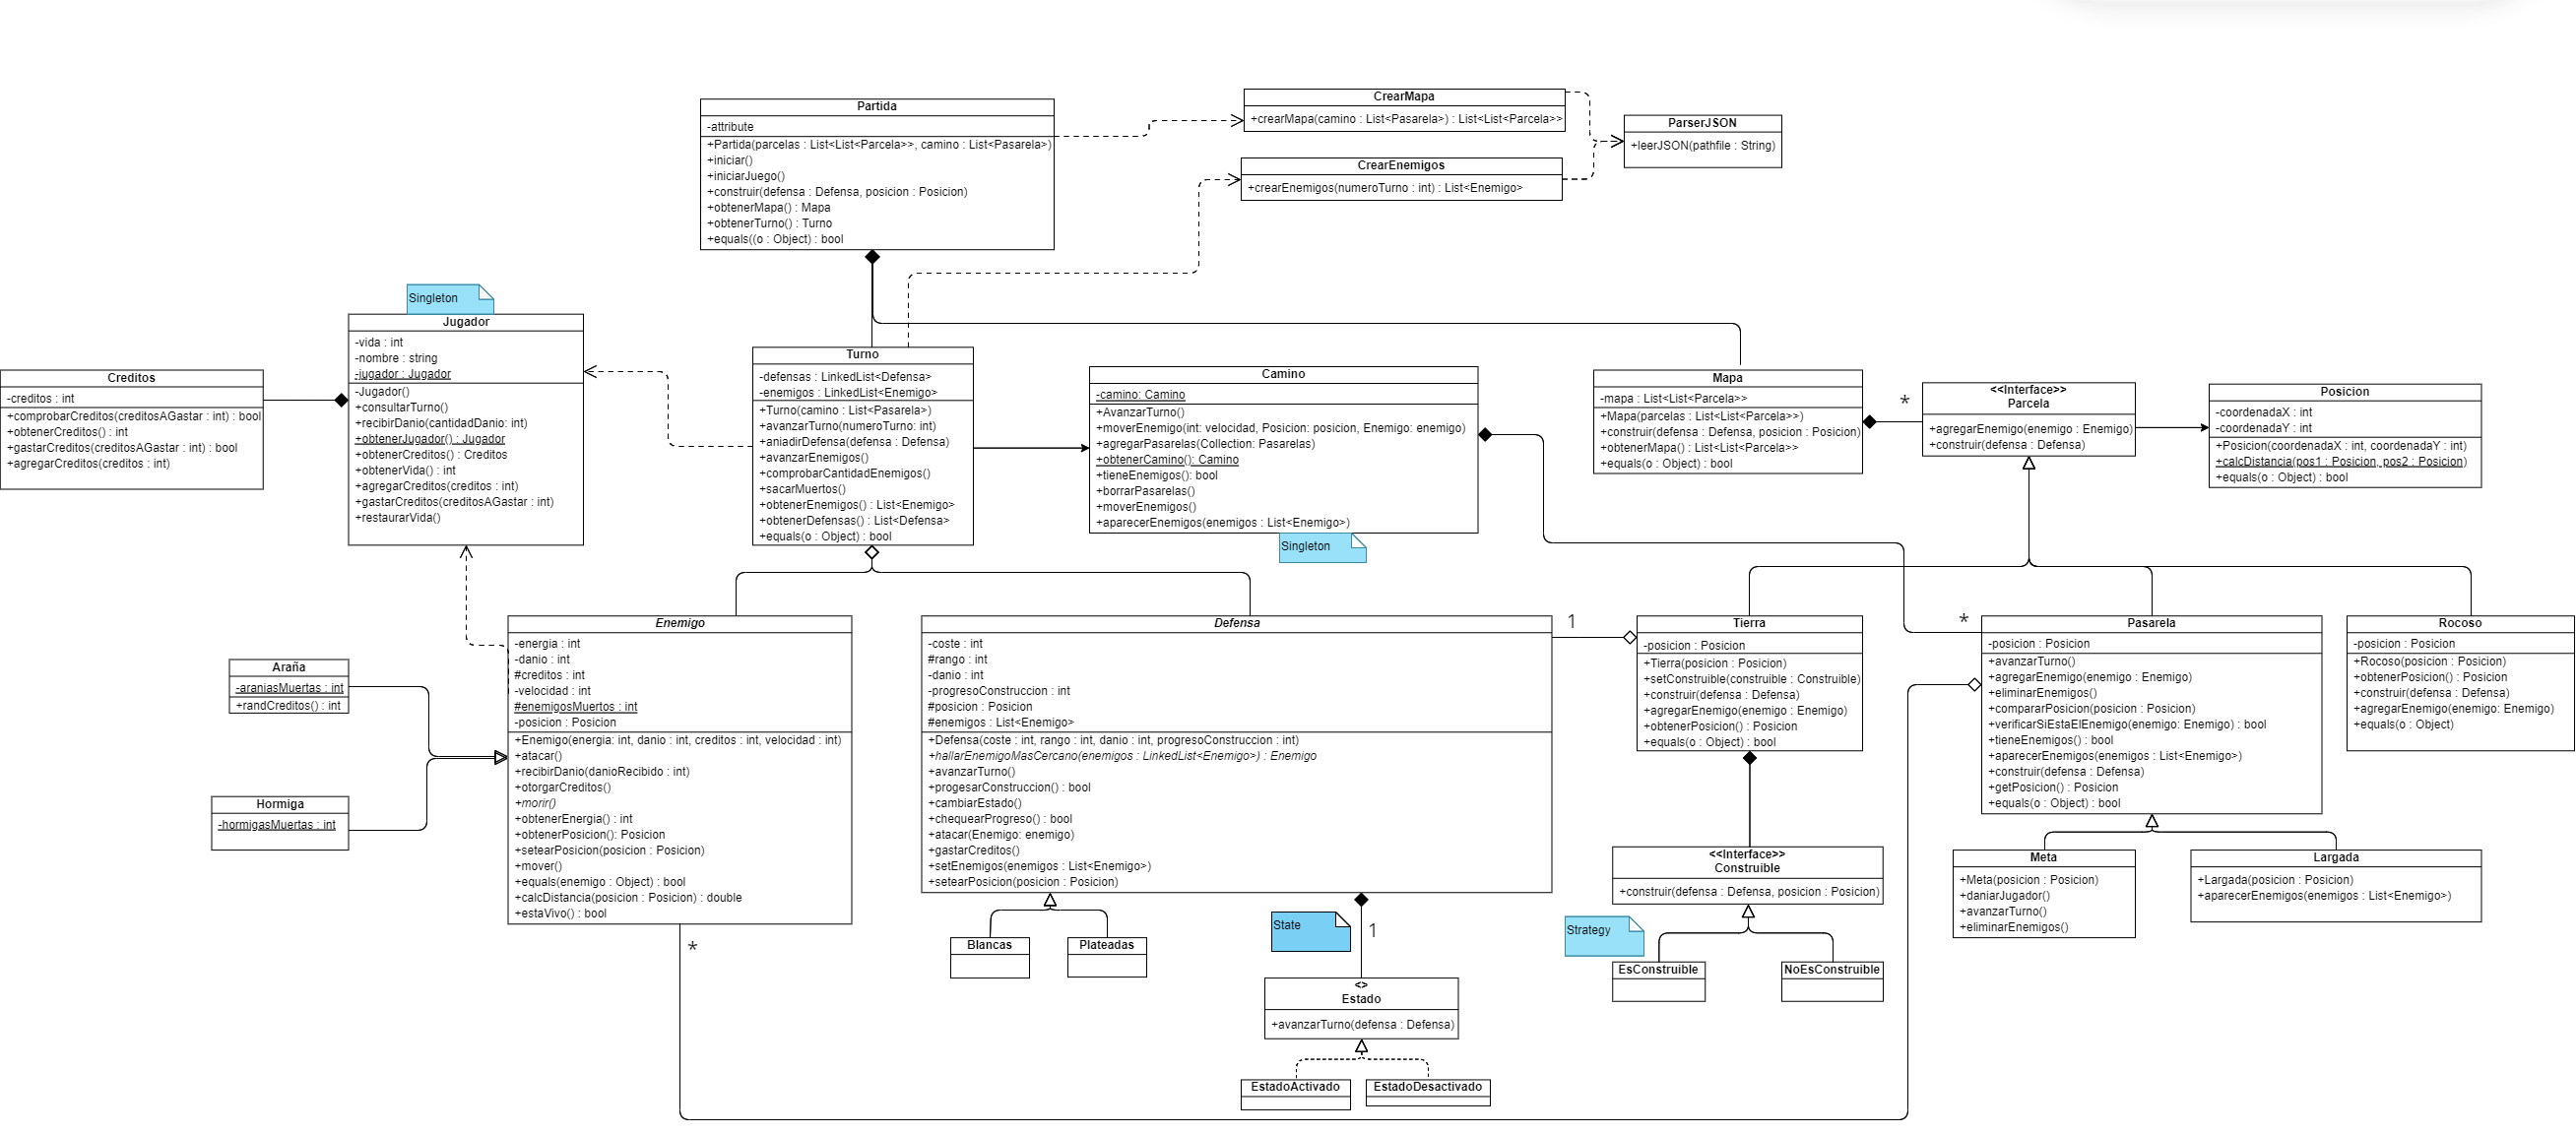 Partida
-attribute
+Partida(parcelas : List<List<Parcela>>, camino : List<Pasarela>)
+iniciar()
+iniciarJuego()
+construir(defensa : Defensa, posicion : Posicion)
+obtenerMapa() : Mapa
+obtenerTurno() : Turno
+equals((o : Object) : bool
CrearMapa
+crearMapa(camino : List<Pasarela>) : List<List<Parcela>>
CrearEnemigos
+crearEnemigos(numeroTurno : int) : List<Enemigo>
ParserJSON
+leerJSON(pathfile : String)
Singleton
Jugador
-vida : int
-nombre : string
-jugador : Jugador
-Jugador()
+consultarTurno()
+recibirDanio(cantidadDanio: int)
+obtenerJugador() : Jugador
+obtenerCreditos() : Creditos
+obtenerVida() : int
+agregarCreditos(creditos : int)
+gastarCreditos(creditosAGastar : int)
+restaurarVida()
Creditos
-creditos : int
+comprobarCreditos(creditosAGastar : int) : bool
+obtenerCreditos() : int
+gastarCreditos(creditosAGastar : int) : bool
+agregarCreditos(creditos : int)
Turno
-defensas : LinkedList<Defensa>
-enemigos : LinkedList<Enemigo>
+Turno(camino : List<Pasarela>)
+avanzarTurno(numeroTurno: int)
+aniadirDefensa(defensa : Defensa)
+avanzarEnemigos()
+comprobarCantidadEnemigos()
+sacarMuertos()
+obtenerEnemigos() : List<Enemigo>
+obtenerDefensas() : List<Defensa>
+equals(o : Object) : bool
Camino
-camino: Camino
+AvanzarTurno()
+moverEnemigo(int: velocidad, Posicion: posicion, Enemigo: enemigo)
+agregarPasarelas(Collection: Pasarelas)
+obtenerCamino(): Camino
+tieneEnemigos(): bool
+borrarPasarelas()
+moverEnemigos()
+aparecerEnemigos(enemigos : List<Enemigo>)
Singleton
Mapa
-mapa : List<List<Parcela>>
+Mapa(parcelas : List<List<Parcela>>)
+construir(defensa : Defensa, posicion : Posicion)
+obtenerMapa() : List<List<Parcela>>
+equals(o : Object) : bool
*
<<Interface>>
Parcela
+agregarEnemigo(enemigo : Enemigo)
+construir(defensa : Defensa)
Posicion
-coordenadaX : int
-coordenadaY : int
+Posicion(coordenadaX : int, coordenadaY : int)
+calcDistancia(pos1 : Posicion, pos2 : Posicion)
+equals(o : Object) : bool
Araña
-araniasMuertas : int
+randCreditos() : int
Hormiga
-hormigasMuertas : int
Enemigo
-energia : int
-danio : int
#creditos : int
-velocidad : int
#enemigosMuertos : int
-posicion : Posicion
+Enemigo(energia: int, danio : int, creditos : int, velocidad : int)
+atacar()
+recibirDanio(danioRecibido : int)
+otorgarCreditos()
+morir()
+obtenerEnergia() : int
+obtenerPosicion(): Posicion
+setearPosicion(posicion : Posicion)
+mover()
+equals(enemigo : Object) : bool
+calcDistancia(posicion : Posicion) : double
+estaVivo() : bool
*
Defensa
-coste : int
#rango : int
-danio : int
-progresoConstruccion : int
#posicion : Posicion
#enemigos : List<Enemigo>
+Defensa(coste : int, rango : int, danio : int, progresoConstruccion : int)
+hallarEnemigoMasCercano(enemigos : LinkedList<Enemigo>) : Enemigo
+avanzarTurno()
+progesarConstruccion() : bool
+cambiarEstado()
+chequearProgreso() : bool
+atacar(Enemigo: enemigo)
+gastarCreditos()
+setEnemigos(enemigos : List<Enemigo>)
+setearPosicion(posicion : Posicion)
1
Blancas
Plateadas
State
1
<>
Estado
+avanzarTurno(defensa : Defensa)
EstadoActivado
EstadoDesactivado
Tierra
-posicion : Posicion
+Tierra(posicion : Posicion)
+setConstruible(construible : Construible)
+construir(defensa : Defensa)
+agregarEnemigo(enemigo : Enemigo)
+obtenerPosicion() : Posicion
+equals(o : Object) : bool
<<Interface>>
Construible
+construir(defensa : Defensa, posicion : Posicion)
Strategy
EsConstruible
NoEsConstruible
*
Pasarela
-posicion : Posicion
+avanzarTurno()
+agregarEnemigo(enemigo : Enemigo)
+eliminarEnemigos()
+compararPosicion(posicion : Posicion)
+verificarSiEstaElEnemigo(enemigo: Enemigo) : bool
+tieneEnemigos() : bool
+aparecerEnemigos(enemigos : List<Enemigo>)
+construir(defensa : Defensa)
+getPosicion() : Posicion
+equals(o : Object) : bool
Rocoso
-posicion : Posicion
+Rocoso(posicion : Posicion)
+obtenerPosicion() : Posicion
+construir(defensa : Defensa)
+agregarEnemigo(enemigo: Enemigo)
+equals(o : Object)
Meta
+Meta(posicion : Posicion)
+daniarJugador()
+avanzarTurno()
+eliminarEnemigos()
Largada
+Largada(posicion : Posicion)
+aparecerEnemigos(enemigos : List<Enemigo>)